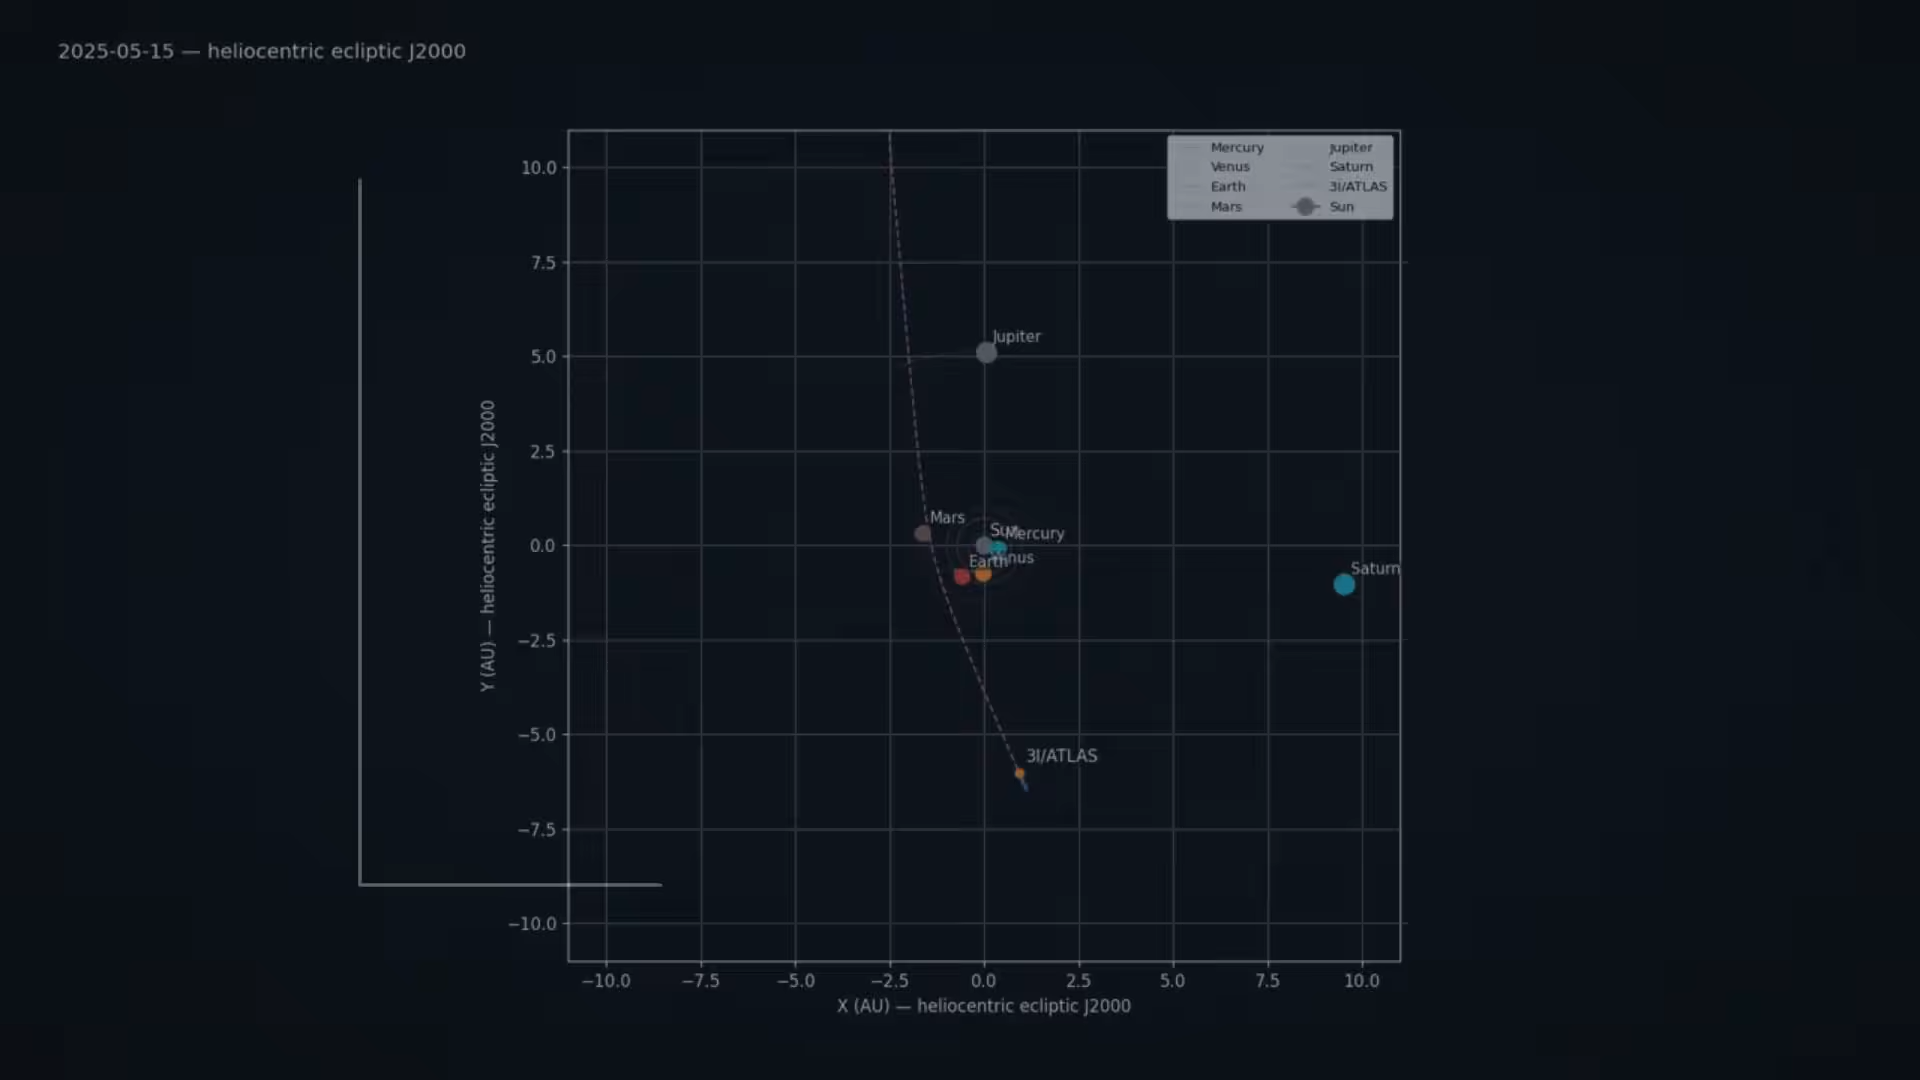 2025-05-15 — heliocentric ecliptic J2000
Mercury
Venus
Earth
Mars
Jupiter
Saturn
3I/ATLAS
Sun
10.0
7.5
5.0
2.5
0.0
−2.5
−5.0
−7.5
−10.0
Y (AU) — heliocentric ecliptic J2000
Jupiter
Mars
Sun
Mercury
Earth
Saturn
3I/ATLAS
−10.0
−7.5
−5.0
−2.5
0.0
2.5
5.0
7.5
10.0
X (AU) — heliocentric ecliptic J2000